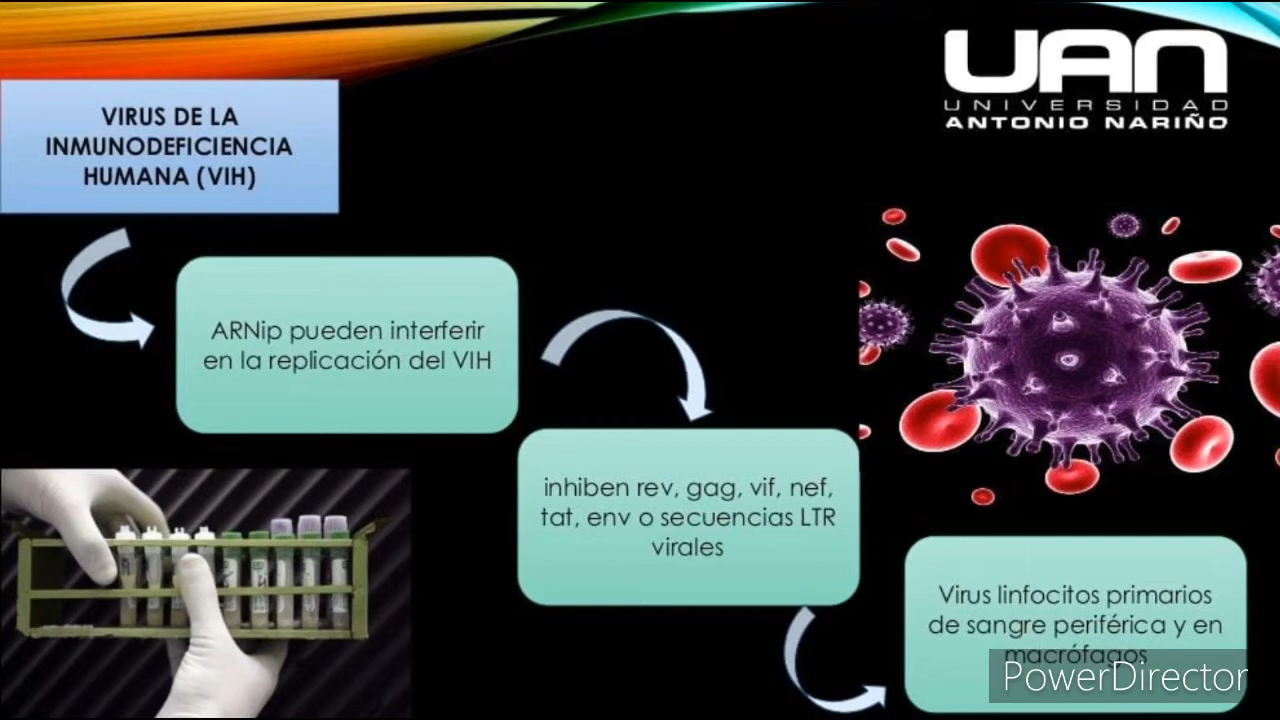 UAN
UNIVERSIDAD
ANTONIO NARIÑO
VIRUS DE LA
INMUNODEFICIENCIA
HUMANA (VIH)
ARNip pueden interferir
en la replicación del VIH
inhiben rev, gag, vif, nef,
tat, env o secuencias LTR
virales
Virus linfocitos primarios
de sangre periférica y en
macrófagos
PowerDirector